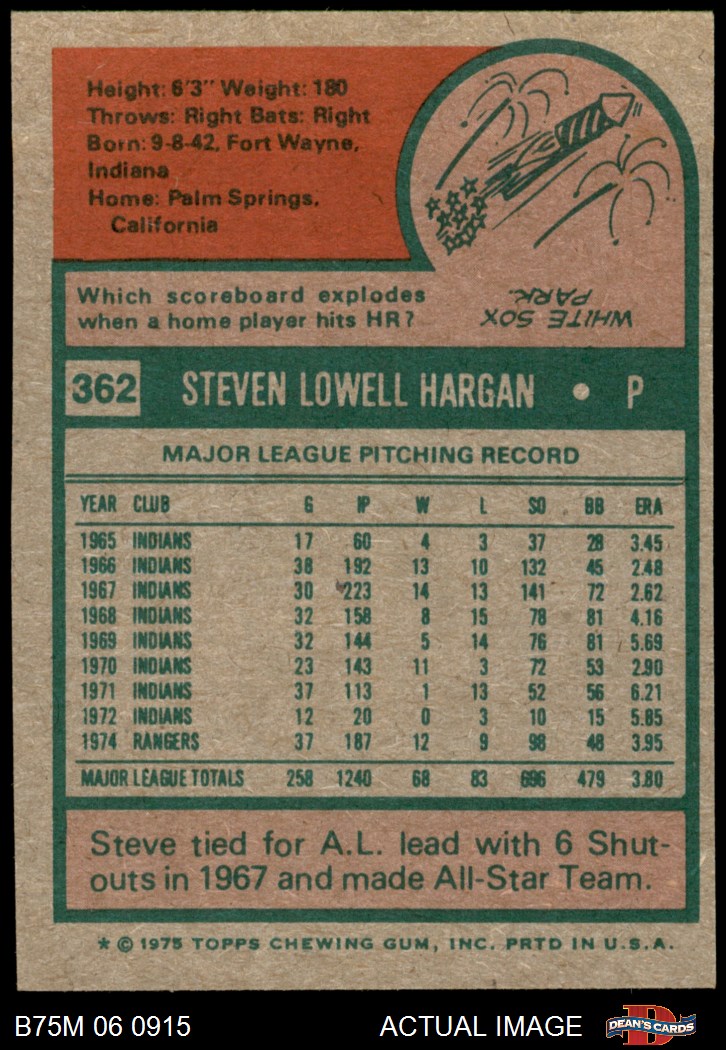 Height: 6'3" Weight: 180
Throws: Right Bats: Right
Born: 9-8-42, Fort Wayne,
Indiana
Home: Palm Springs,
California
Which scoreboard explodes
when a home player hits HR?
WHITE SOX
PARK.
362 STEVEN LOWELL HARGAN • P
MAJOR LEAGUE PITCHING RECORD
YEAR CLUB G IP W L SO BB ERA
1965 INDIANS 17 60 4 3 37 28 3.45
1966 INDIANS 38 192 13 10 132 45 2.48
1967 INDIANS 30 223 14 13 141 72 2.62
1968 INDIANS 32 158 8 15 78 81 4.16
1969 INDIANS 32 144 5 14 76 81 5.69
1970 INDIANS 23 143 11 3 72 53 2.90
1971 INDIANS 37 113 1 13 52 56 6.21
1972 INDIANS 12 20 0 3 10 15 5.85
1974 RANGERS 37 187 12 9 98 48 3.95
MAJOR LEAGUE TOTALS 258 1240 68 83 696 479 3.80
Steve tied for A.L. lead with 6 Shut-
outs in 1967 and made All-Star Team.
* © 1975 TOPPS CHEWING GUM, INC. PRTD IN U.S.A.
B75M 06 0915 ACTUAL IMAGE D DEAN'S CARDS